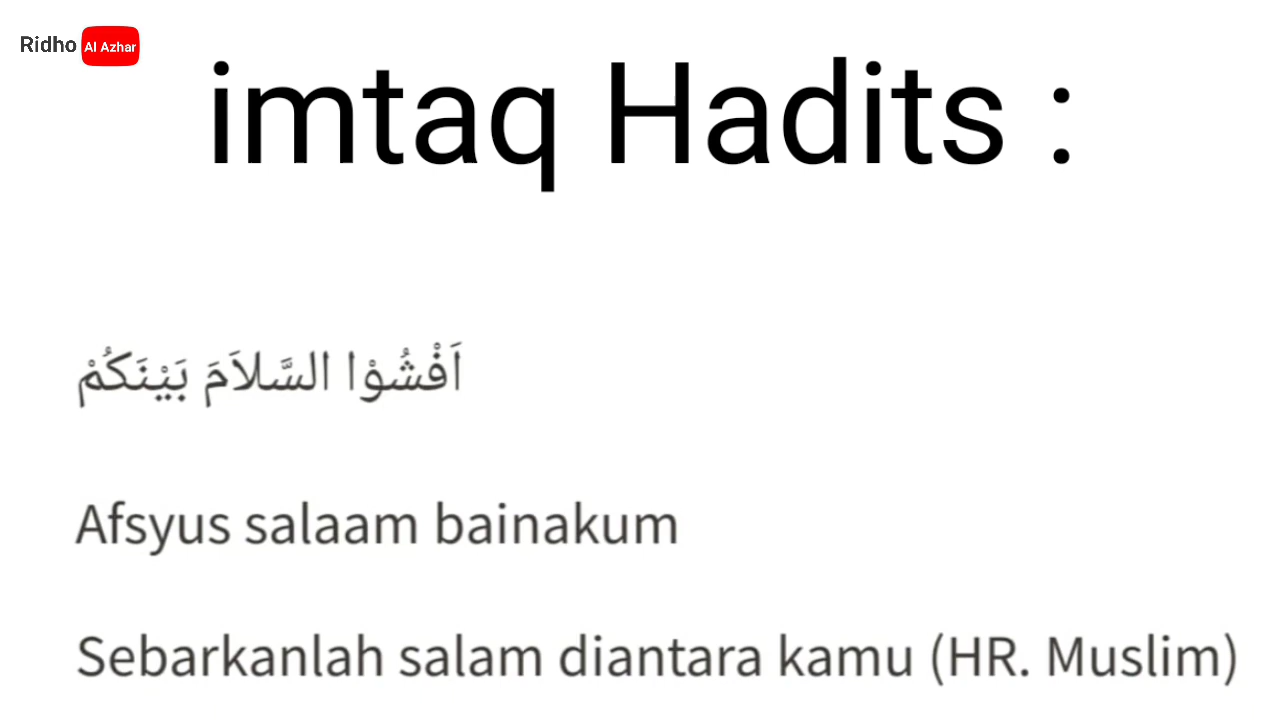 Ridho Al Azhar
imtaq Hadits :
اَفْشُوْا السَّلاَمَ بَيْنَكُمْ
Afsyus salaam bainakum
Sebarkanlah salam diantara kamu (HR. Muslim)